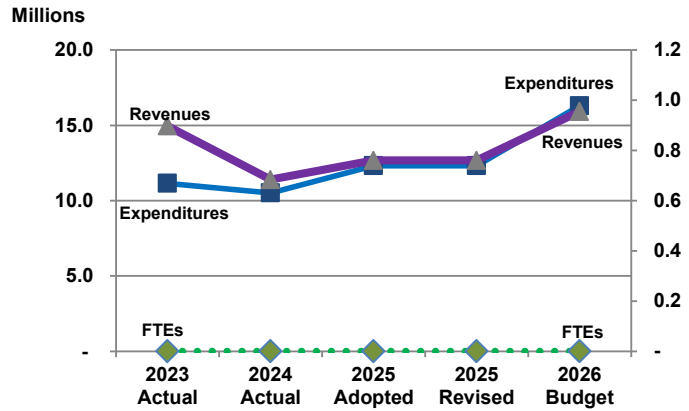 Millions
20.0
15.0
10.0
5.0
-
1.2
1.0
0.8
0.6
0.4
0.2
-
Revenues
Expenditures
Expenditures
Revenues
FTEs
FTEs
2023
Actual
2024
Actual
2025
Adopted
2025
Revised
2026
Budget